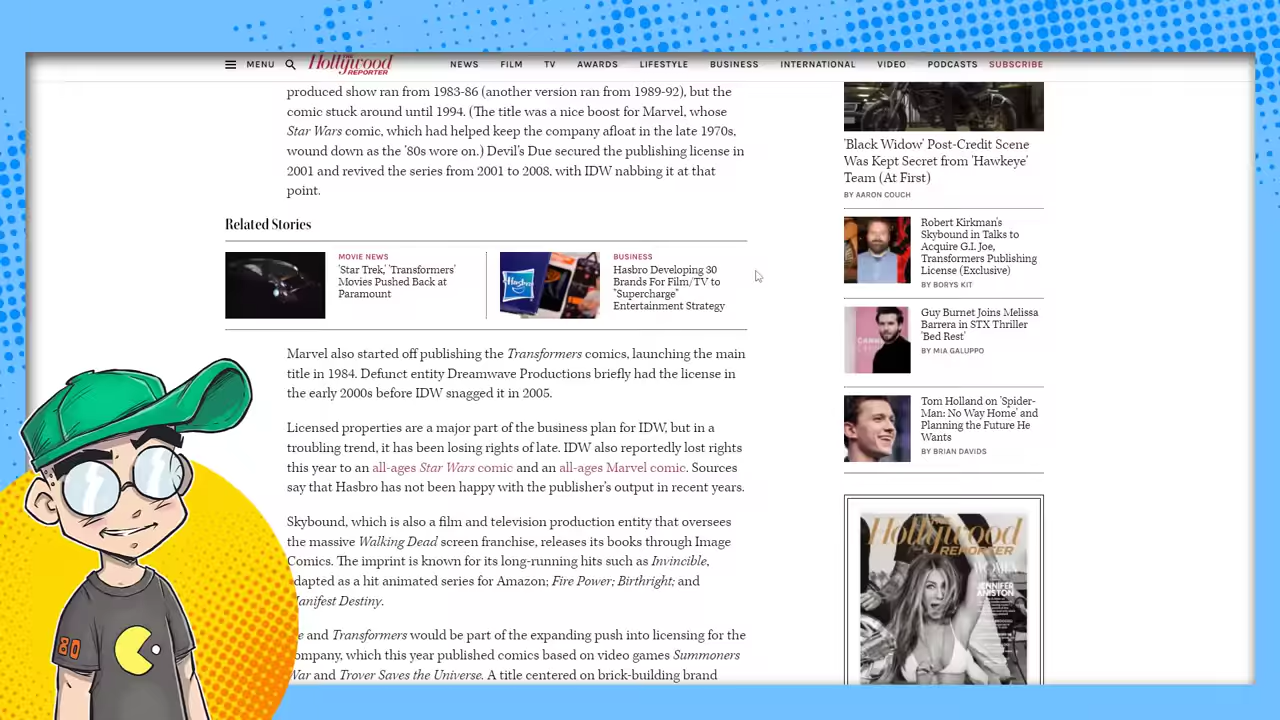 MENU
THE Hollywood REPORTER
NEWS FILM TV AWARDS LIFESTYLE BUSINESS INTERNATIONAL VIDEO PODCASTS SUBSCRIBE
produced show ran from 1983-86 (another version ran from 1989-92), but the
comic stuck around until 1994. (The title was a nice boost for Marvel, whose
Star Wars comic, which had helped keep the company afloat in the late 1970s,
wound down as the '80s wore on.) Devil's Due secured the publishing license in
2001 and revived the series from 2001 to 2008, with IDW nabbing it at that
point.
Related Stories
MOVIE NEWS
'Star Trek,' 'Transformers'
Movies Pushed Back at
Paramount
Hasbro
BUSINESS
Hasbro Developing 30
Brands For Film/TV to
"Supercharge"
Entertainment Strategy
Marvel also started off publishing the Transformers comics, launching the main
title in 1984. Defunct entity Dreamwave Productions briefly had the license in
the early 2000s before IDW snagged it in 2005.
Licensed properties are a major part of the business plan for IDW, but in a
troubling trend, it has been losing rights of late. IDW also reportedly lost rights
this year to an all-ages Star Wars comic and an all-ages Marvel comic. Sources
say that Hasbro has not been happy with the publisher's output in recent years.
Skybound, which is also a film and television production entity that oversees
the massive Walking Dead screen franchise, releases its books through Image
Comics. The imprint is known for its long-running hits such as Invincible,
adapted as a hit animated series for Amazon; Fire Power; Birthright; and
Manifest Destiny.
and Transformers would be part of the expanding push into licensing for the
company, which this year published comics based on video games Summoners
War and Trover Saves the Universe. A title centered on brick-building brand
'Black Widow' Post-Credit Scene
Was Kept Secret from 'Hawkeye'
Team (At First)
BY AARON COUCH
Robert Kirkman's
Skybound in Talks to
Acquire G.I. Joe,
Transformers Publishing
License (Exclusive)
BY BORYS KIT
Guy Burnet Joins Melissa
Barrera in STX Thriller
'Bed Rest'
BY MIA GALUPPO
Tom Holland on 'Spider-
Man: No Way Home' and
Planning the Future He
Wants
BY BRIAN DAVIDS
Hollywood
REPORTER
WOMEN
JENNIFER
ANISTON
80